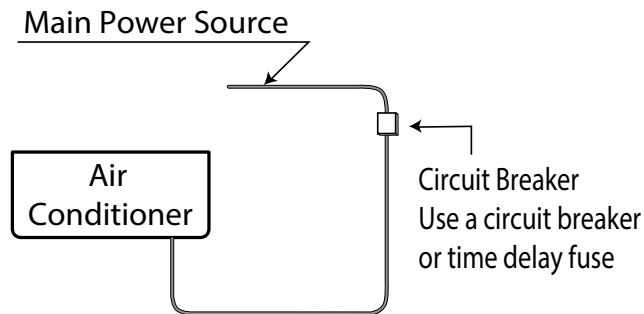 Main Power Source
Air
Conditioner
Circuit Breaker
Use a circuit breaker
or time delay fuse